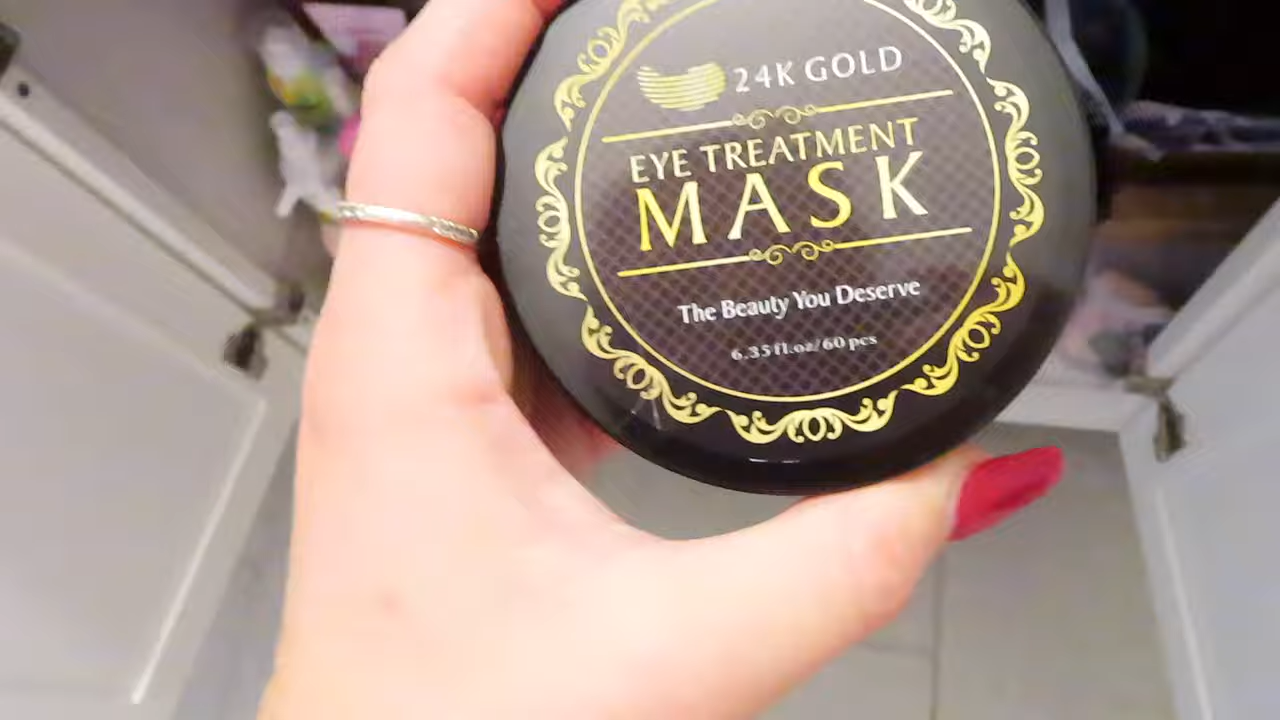 24K GOLD
EYE TREATMENT
MASK
The Beauty You Deserve
6.35 fl.oz/60 pcs